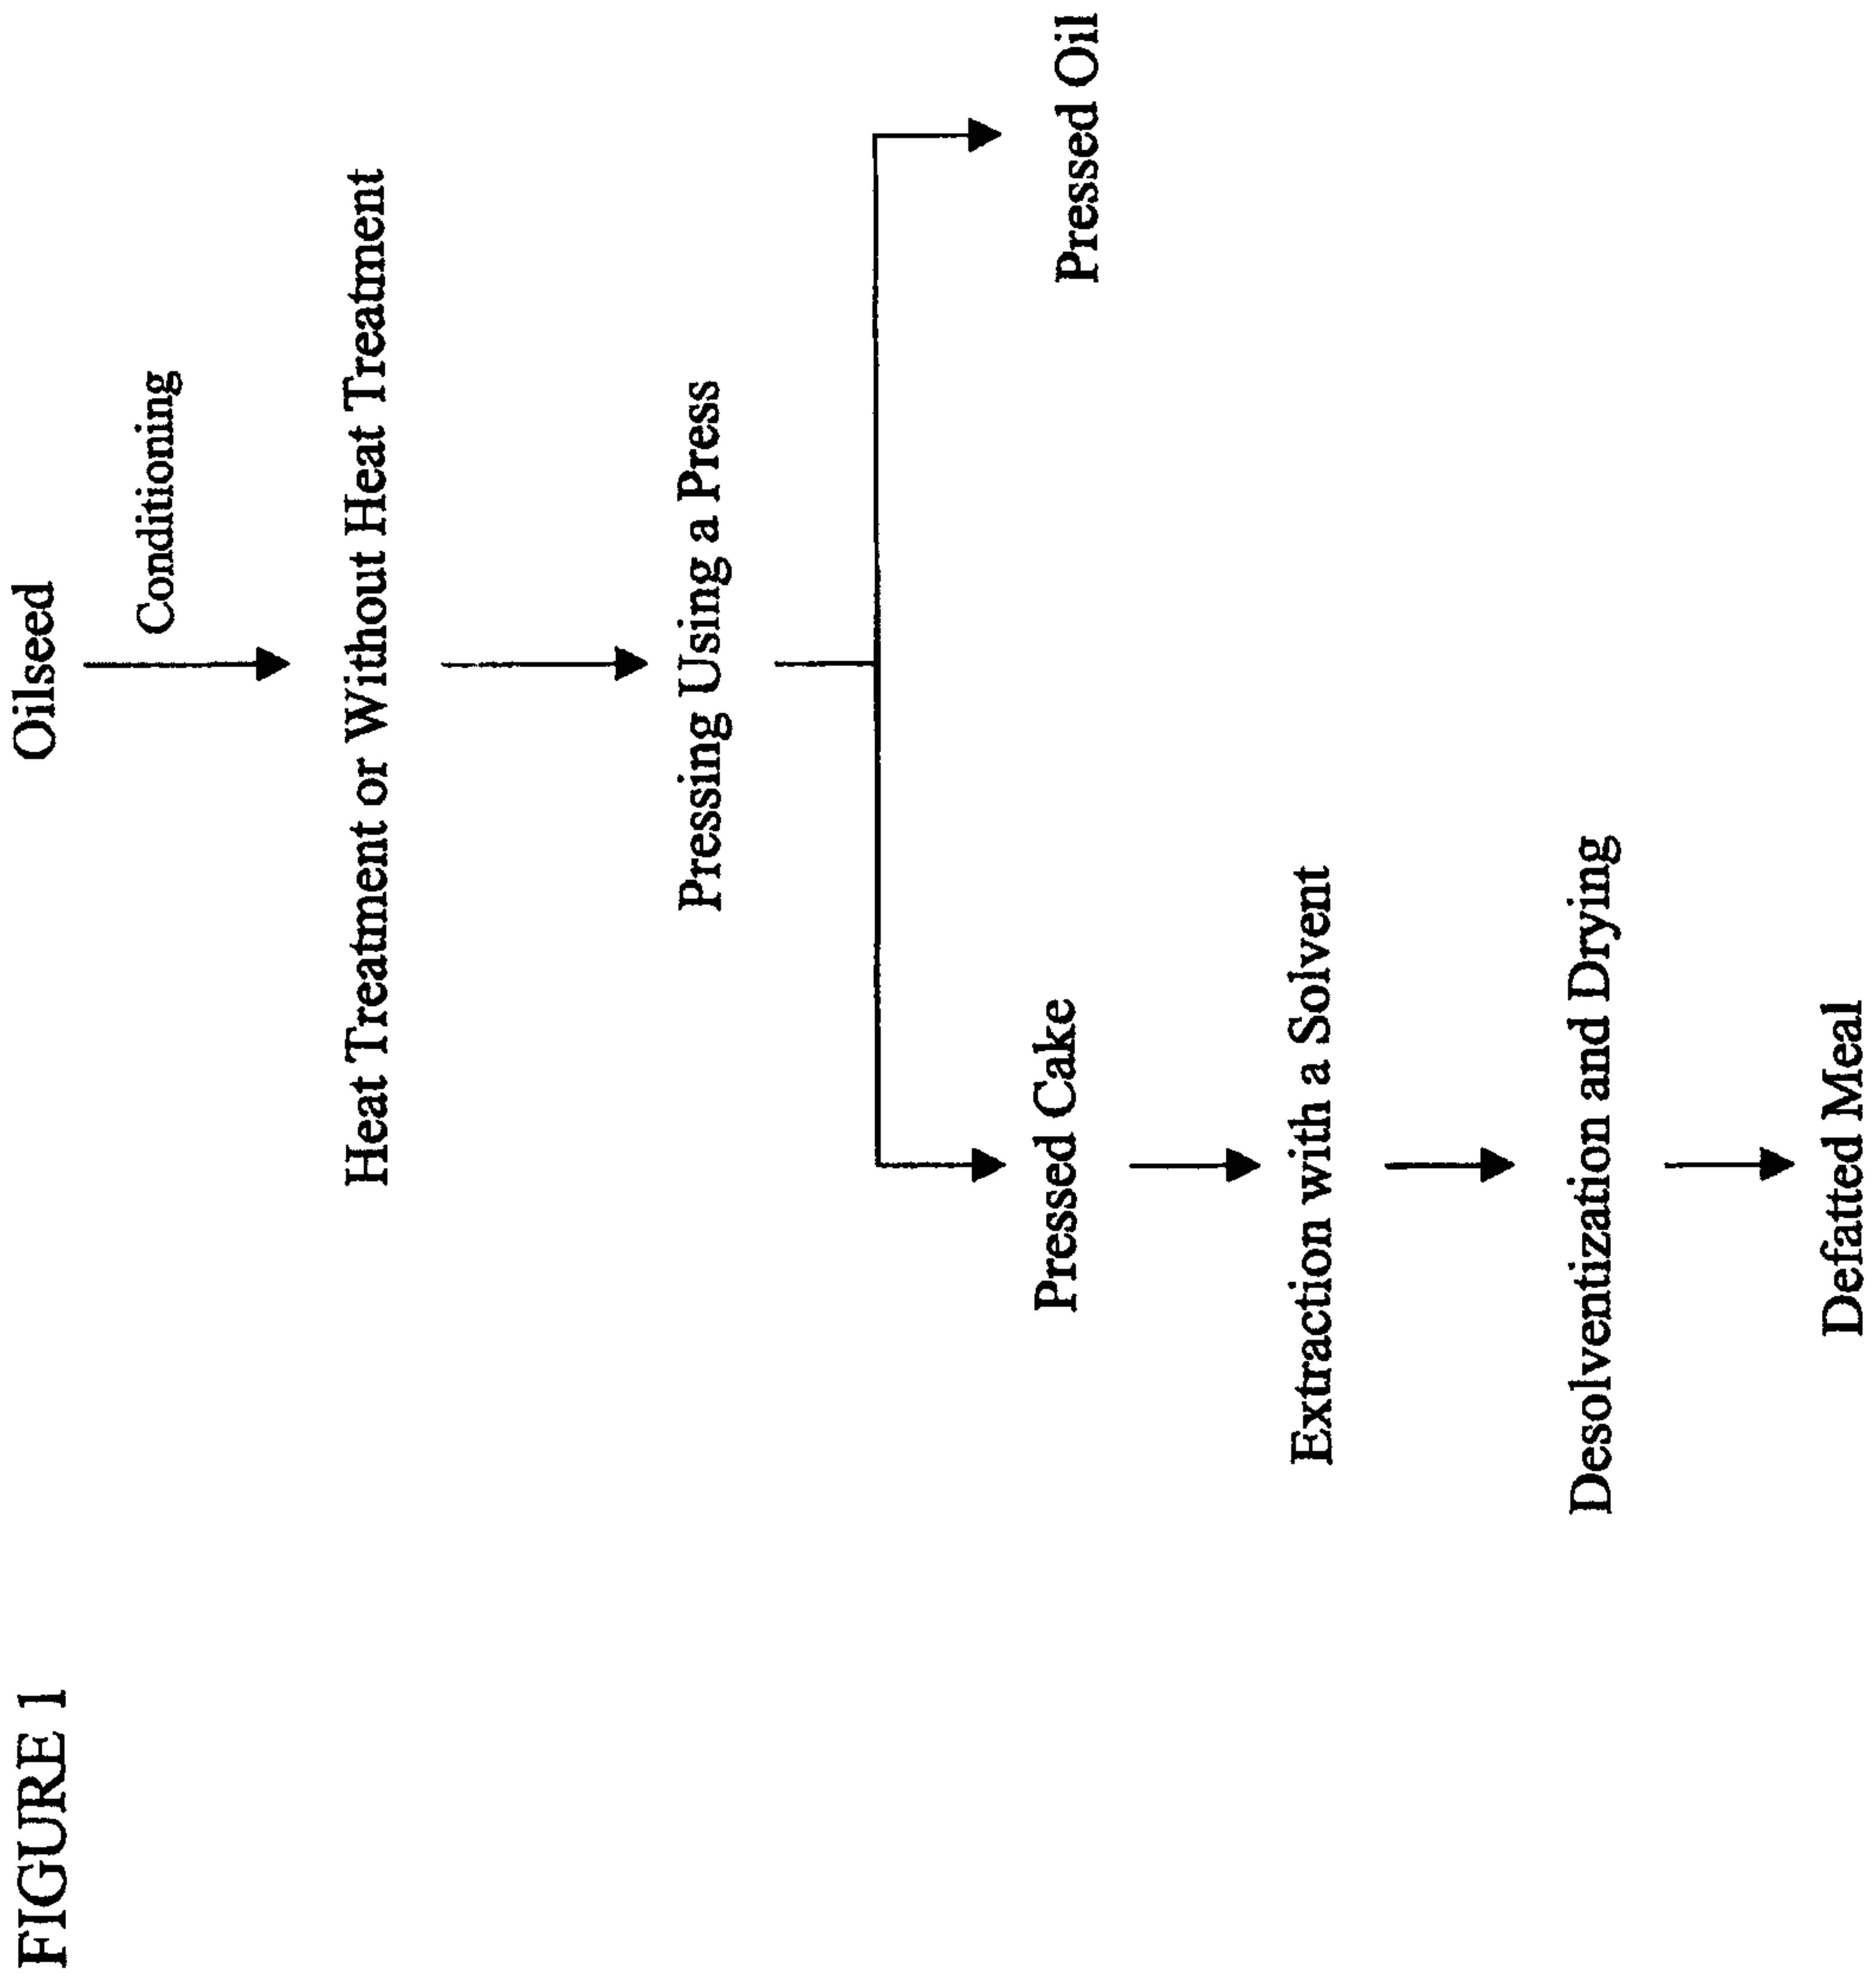 FIGURE 1
Oilseed
Conditioning
Heat Treatment or Without Heat Treatment
Pressing Using a Press
Pressed Cake
Pressed Oil
Extraction with a Solvent
Desolventization and Drying
Defatted Meal